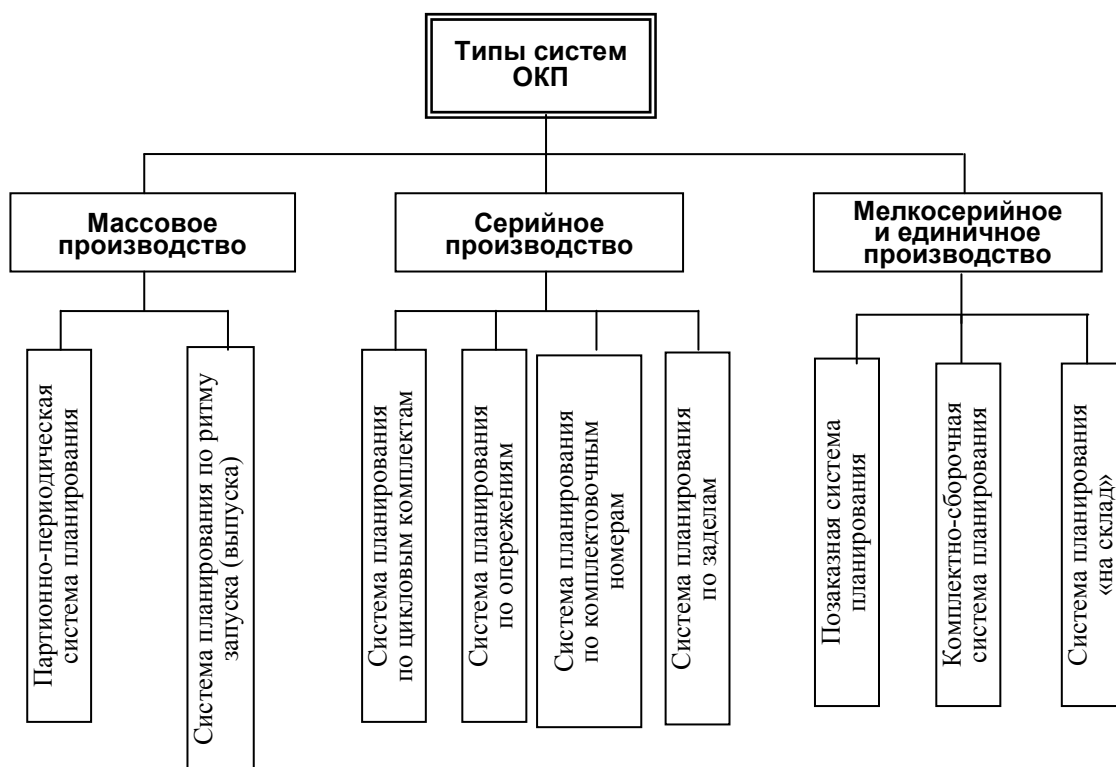 Типы систем
ОКП
Массовое
производство
Серийное
производство
Мелкосерийное
и единичное
производство
Партионно-периодическая
система планирования
Система планирования по ритму
запуска (выпуска)
Система планирования
по цикловым комплектам
Система планирования
по опережениям
Система планирования
по комплектовочным
номерам
Система планирования
по заделам
Позаказная система
планирования
Комплектно-сборочная
система планирования
Система планирования
«на склад»